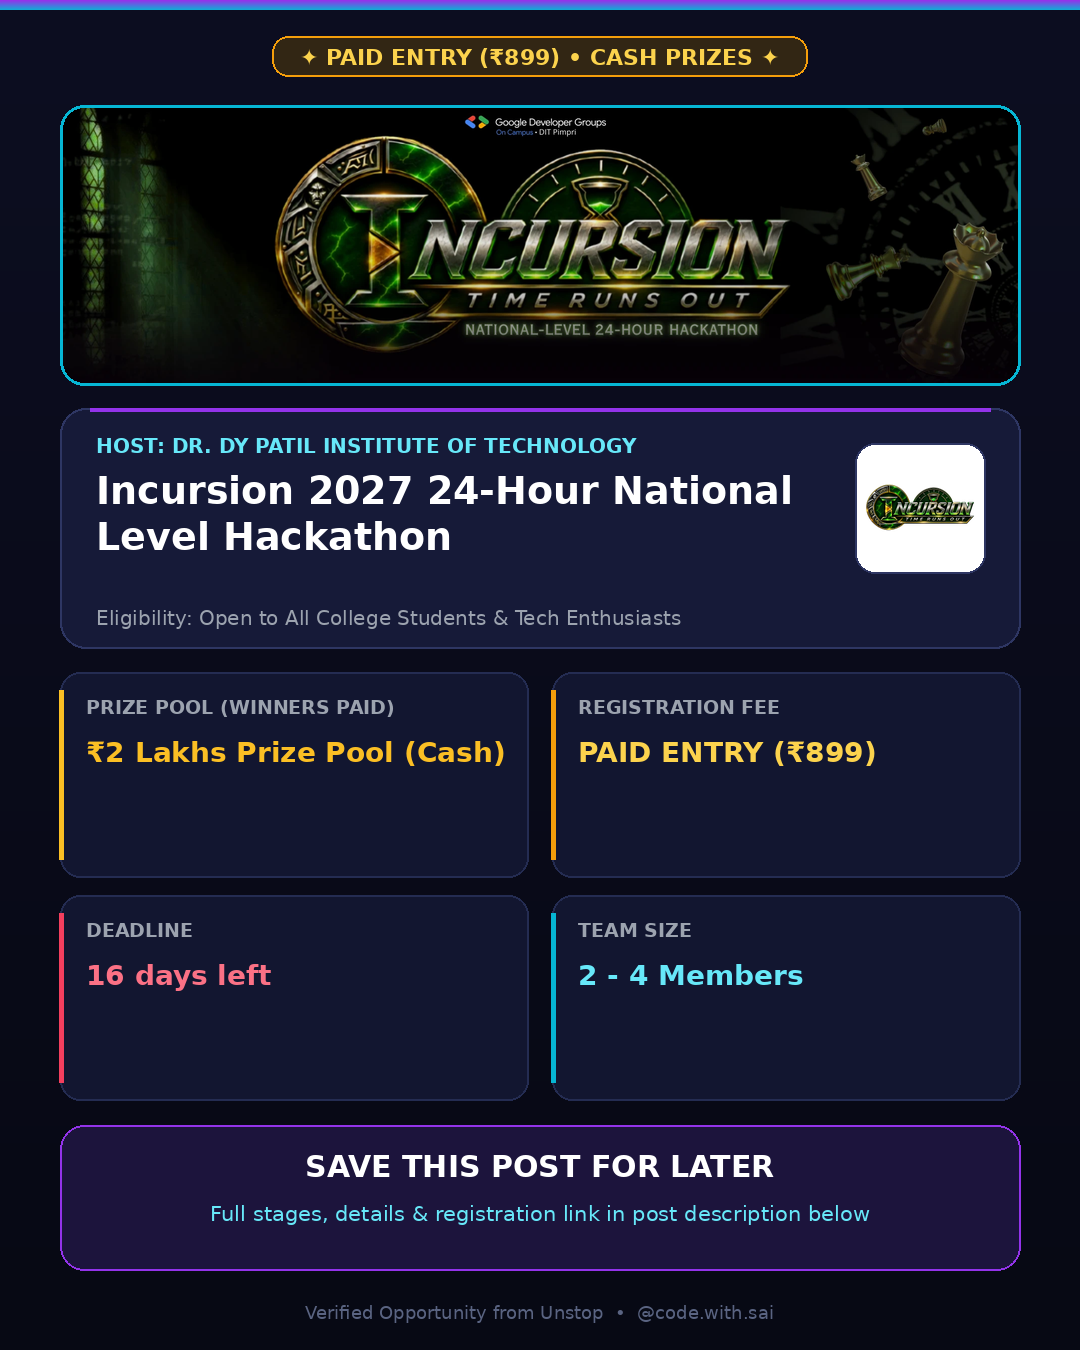 ✦ PAID ENTRY (₹899) • CASH PRIZES ✦
Google Developer Groups
On Campus • DIT Pimpri
INCURSION
TIME RUNS OUT
NATIONAL-LEVEL 24-HOUR HACKATHON
HOST: DR. DY PATIL INSTITUTE OF TECHNOLOGY
Incursion 2027 24-Hour National
Level Hackathon
INCURSION
TIME RUNS OUT
Eligibility: Open to All College Students & Tech Enthusiasts
PRIZE POOL (WINNERS PAID)
₹2 Lakhs Prize Pool (Cash)
REGISTRATION FEE
PAID ENTRY (₹899)
DEADLINE
16 days left
TEAM SIZE
2 - 4 Members
SAVE THIS POST FOR LATER
Full stages, details & registration link in post description below
Verified Opportunity from Unstop • @code.with.sai